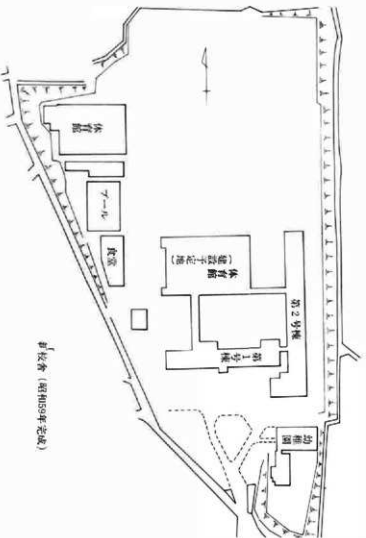 体育館
プール
食堂
体育館
(建設予定地)
第2号棟
第1号棟
幼稚園
新校舎 (昭和59年完成)